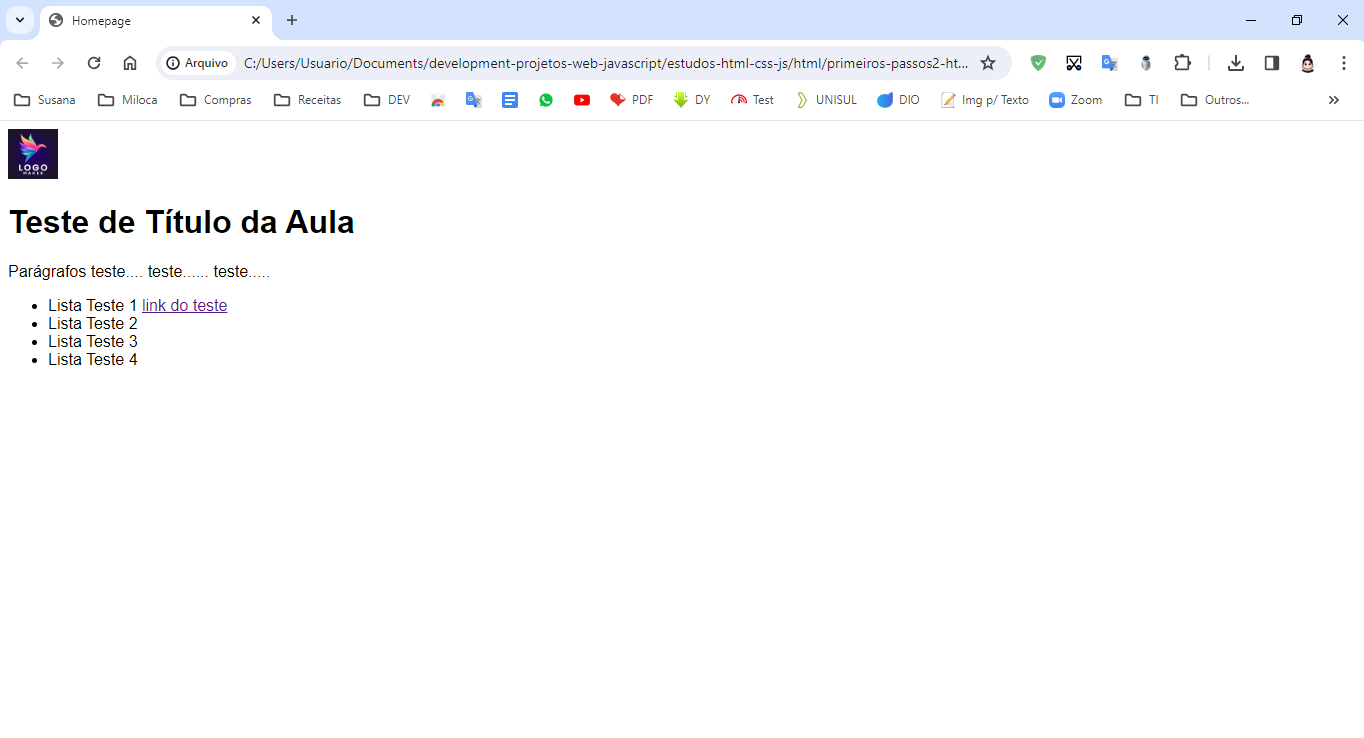 Homepage
Arquivo C:/Users/Usuario/Documents/development-projetos-web-javascript/estudos-html-css-js/html/primeiros-passos2-ht...
Susana Miloca Compras Receitas DEV PDF DY Test UNISUL DIO Img p/ Texto Zoom TI Outros...
LOGO
MAKER
Teste de Título da Aula
Parágrafos teste.... teste...... teste.....
• Lista Teste 1 link do teste
• Lista Teste 2
• Lista Teste 3
• Lista Teste 4